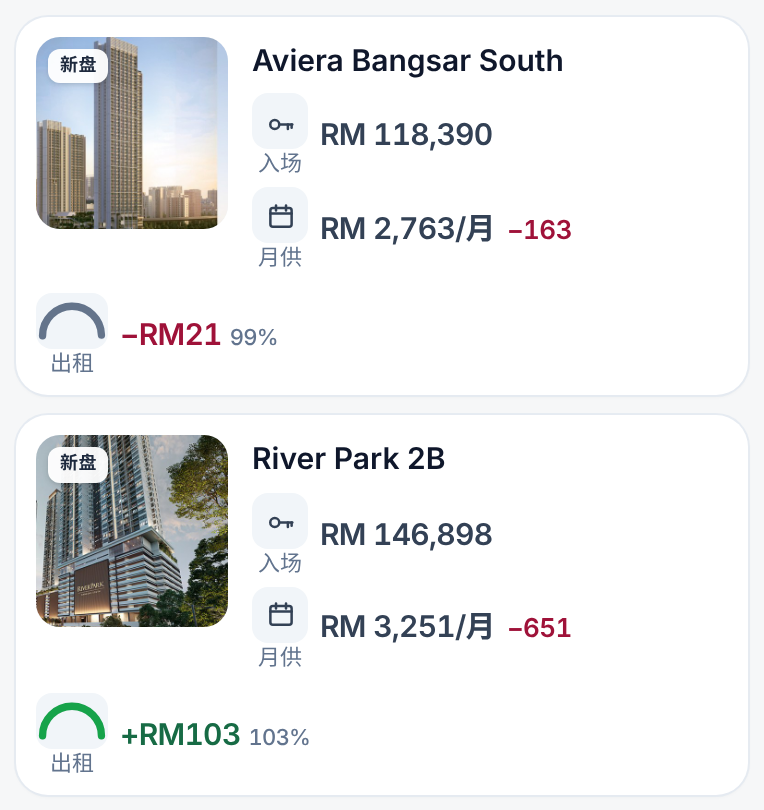 新盘
Aviera Bangsar South
RM 118,390
入场
RM 2,763/月 –163
月供
–RM21 99%
出租
新盘
RIVERPARK
River Park 2B
RM 146,898
入场
RM 3,251/月 –651
月供
+RM103 103%
出租